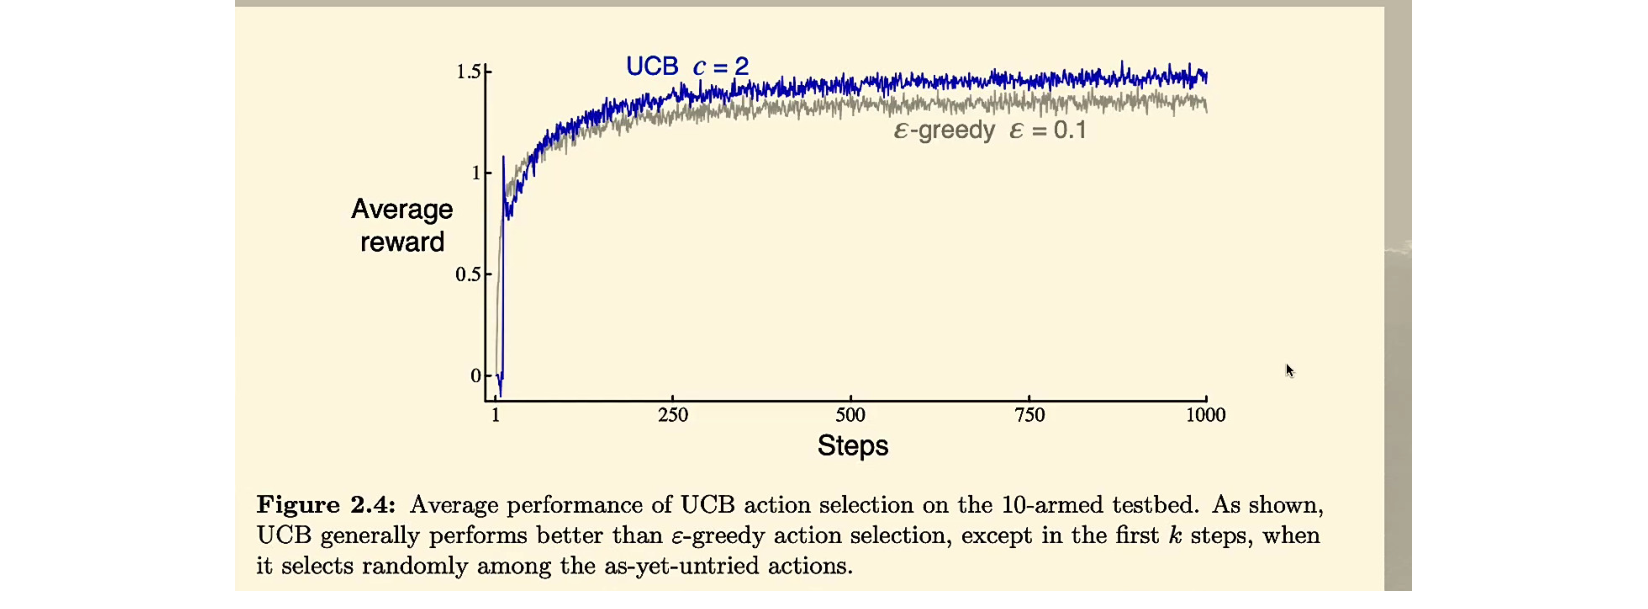 UCB c = 2
1.5
ε-greedy ε = 0.1
1
Average
reward
0.5
0
1 250 500 750 1000
Steps
Figure 2.4: Average performance of UCB action selection on the 10-armed testbed. As shown,
UCB generally performs better than ε-greedy action selection, except in the first k steps, when
it selects randomly among the as-yet-untried actions.